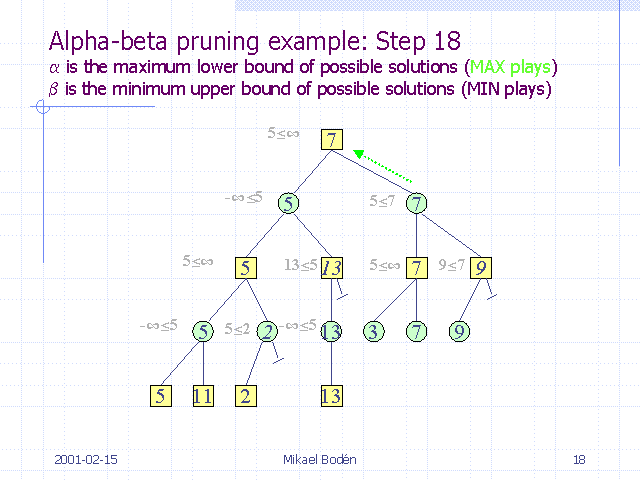 Alpha-beta pruning example: Step 18
α is the maximum lower bound of possible solutions (MAX plays)
β is the minimum upper bound of possible solutions (MIN plays)
5≤∞ 7
-∞≤5 5 5≤7 7
5≤∞ 5 13≤5 13 5≤∞ 7 9≤7 9
-∞≤5 5 5≤2 2 -∞≤5 13 3 7 9
5 11 2 13
2001-02-15 Mikael Bodén 18